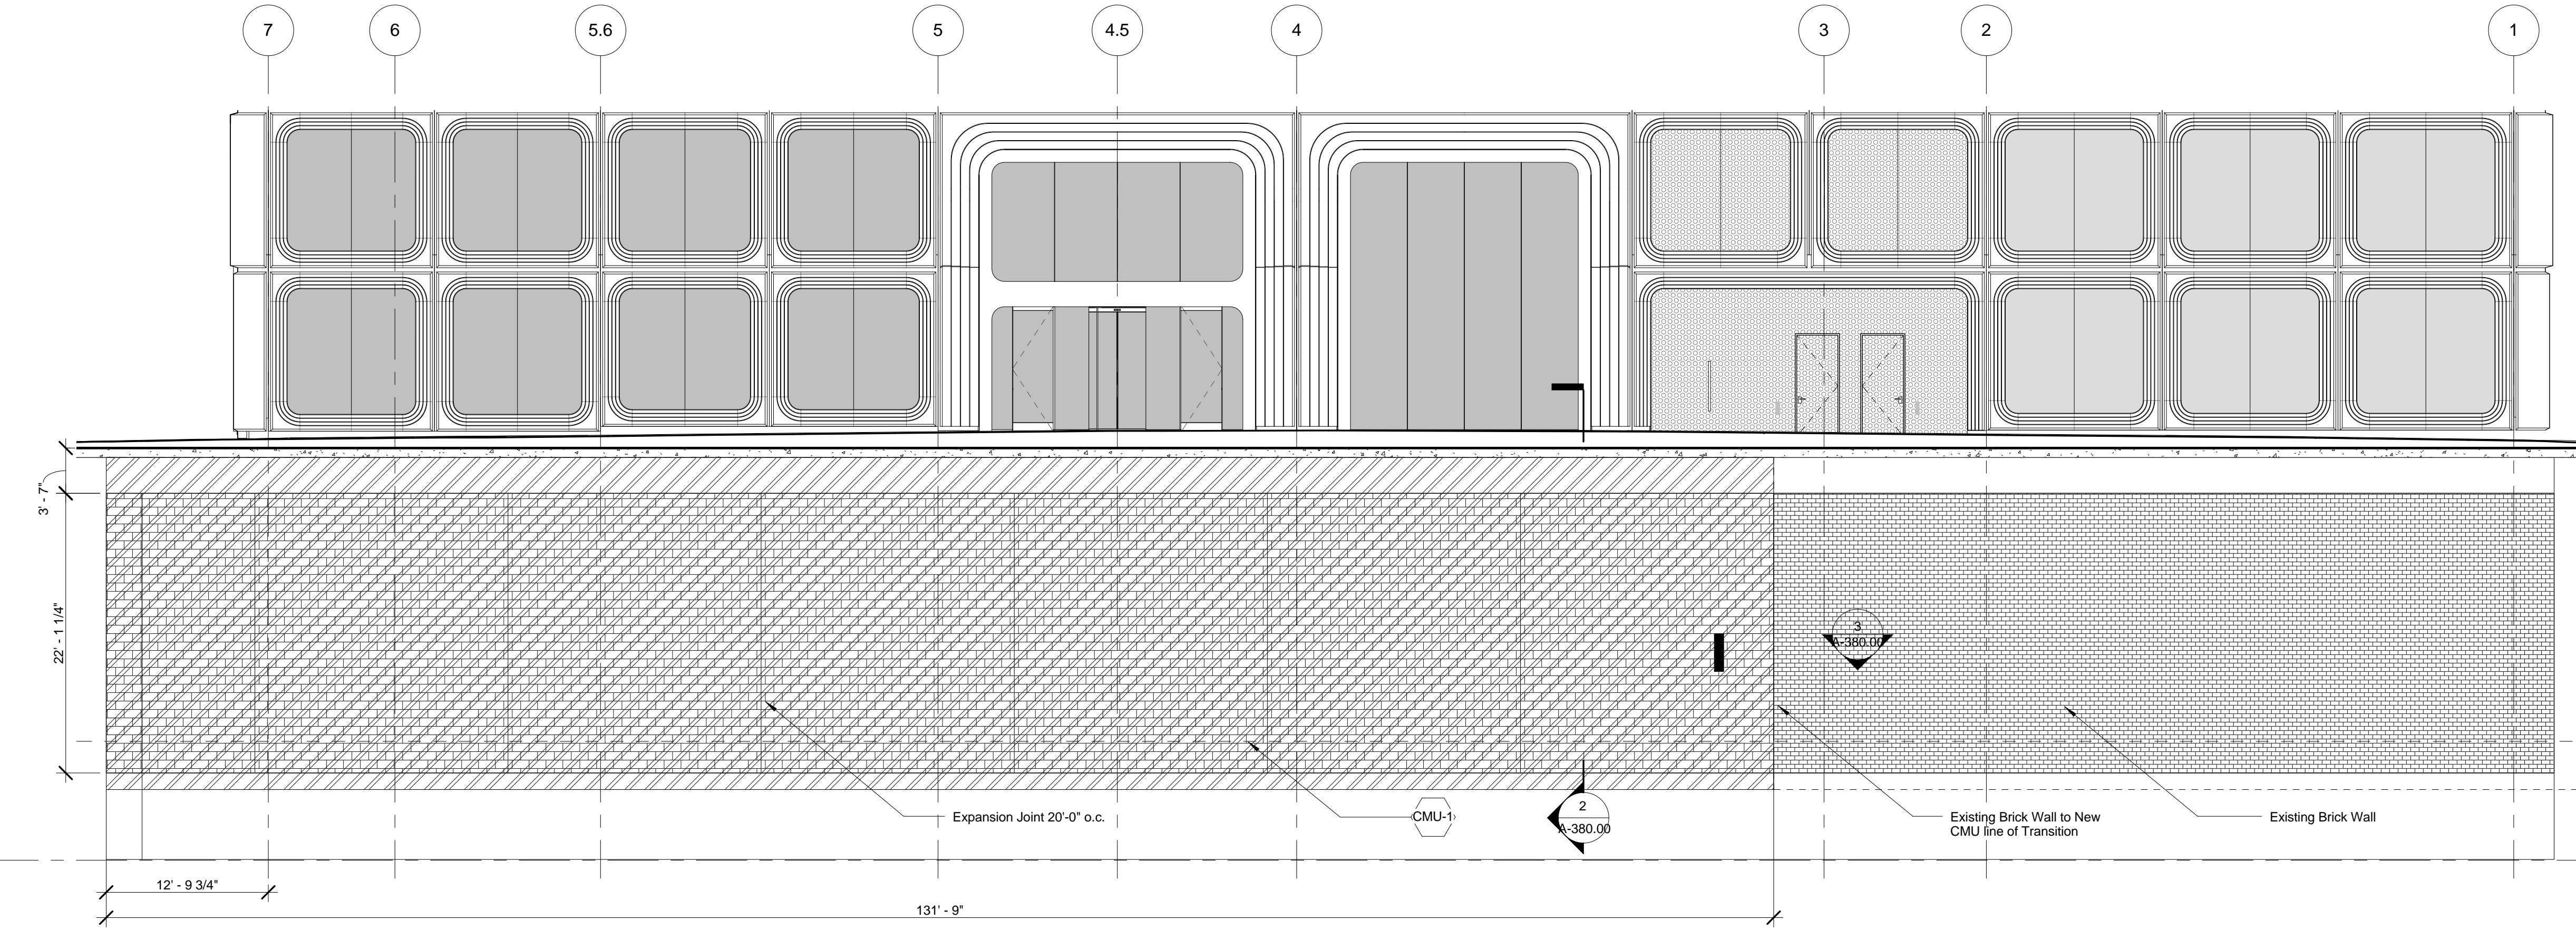 7
6
5.6
5
4.5
4
3
2
1
3' - 7"
22' - 1 1/4"
3
A-380.00
Expansion Joint 20'-0" o.c.
CMU-1
2
A-380.00
Existing Brick Wall to New
CMU line of Transition
Existing Brick Wall
12' - 9 3/4"
131' - 9"